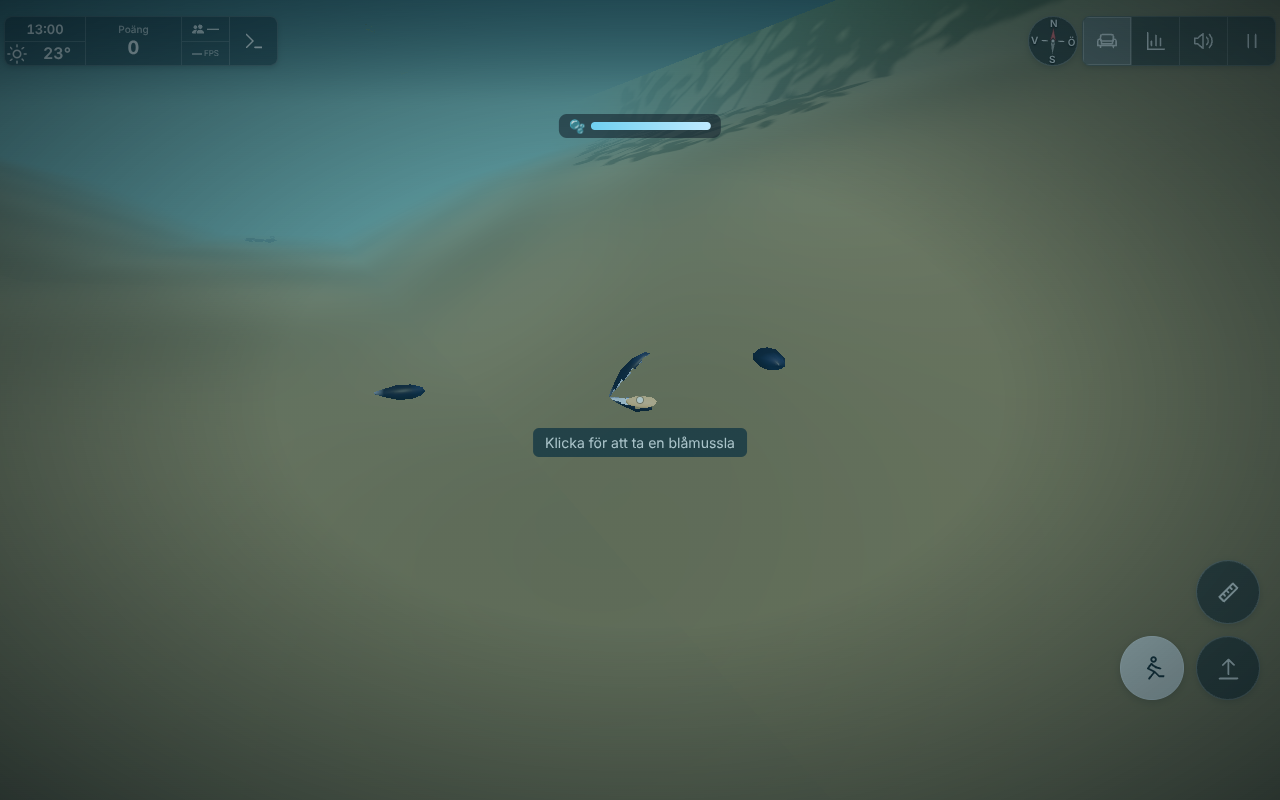 13:00
23°
Poäng
0
—
— FPS
N
V
Ö
S
Klicka för att ta en blåmussla